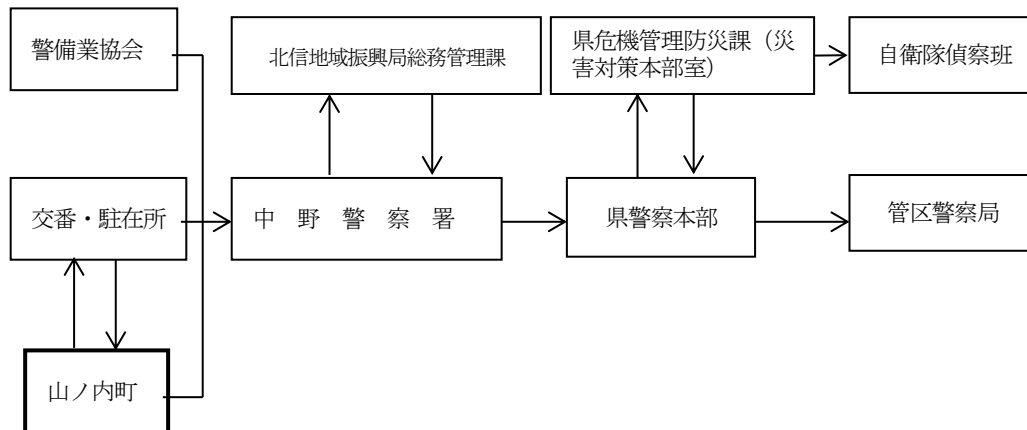 警備業協会
北信地域振興局総務管理課
県危機管理防災課（災
害対策本部室）
自衛隊偵察班
交番・駐在所
中　野　警　察　署
県警察本部
管区警察局
山ノ内町